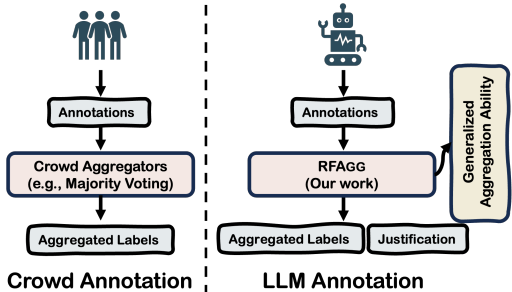 Annotations
Crowd Aggregators
(e.g., Majority Voting)
Aggregated Labels
Crowd Annotation
Annotations
RFAGG
(Our work)
Generalized
Aggregation Ability
Aggregated Labels
Justification
LLM Annotation